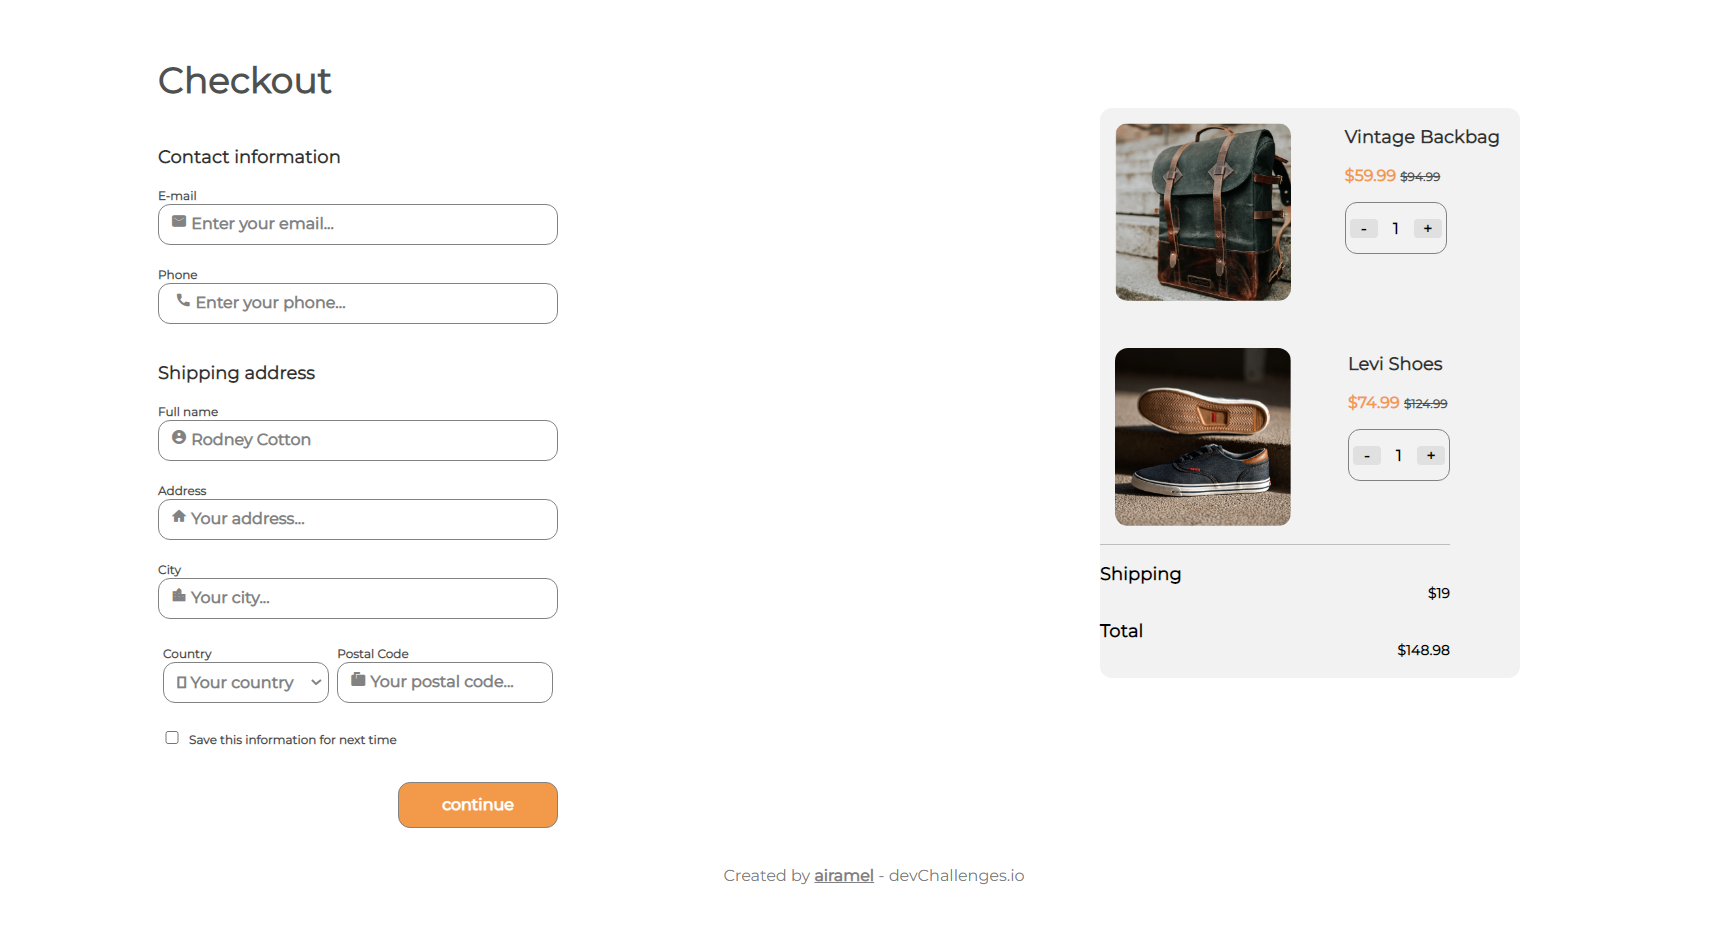 Checkout
Contact information
E-mail
Enter your email...
Phone
Enter your phone...
Shipping address
Full name
Rodney Cotton
Address
Your address...
City
Your city...
Country
Postal Code
Your country
Your postal code...
Save this information for next time
continue
Vintage Backbag
$59.99 $94.99
- 1 +
Levi Shoes
$74.99 $124.99
- 1 +
Shipping
$19
Total
$148.98
Created by airamel - devChallenges.io